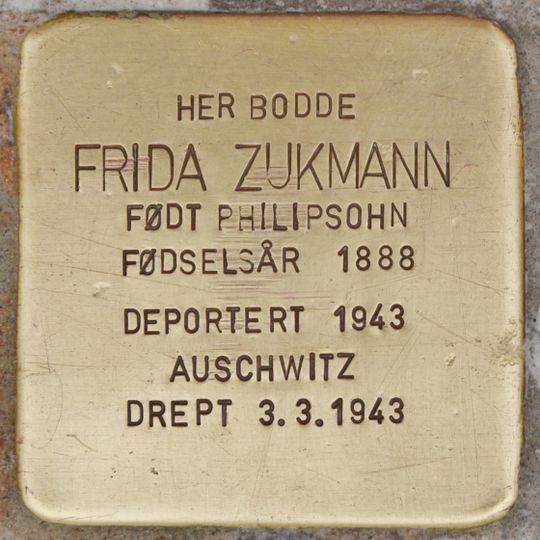 HER BODDE
FRIDA ZUKMANN
FØDT PHILIPSOHN
FØDSELSÅR 1888
DEPORTERT 1943
AUSCHWITZ
DREPT 3.3.1943